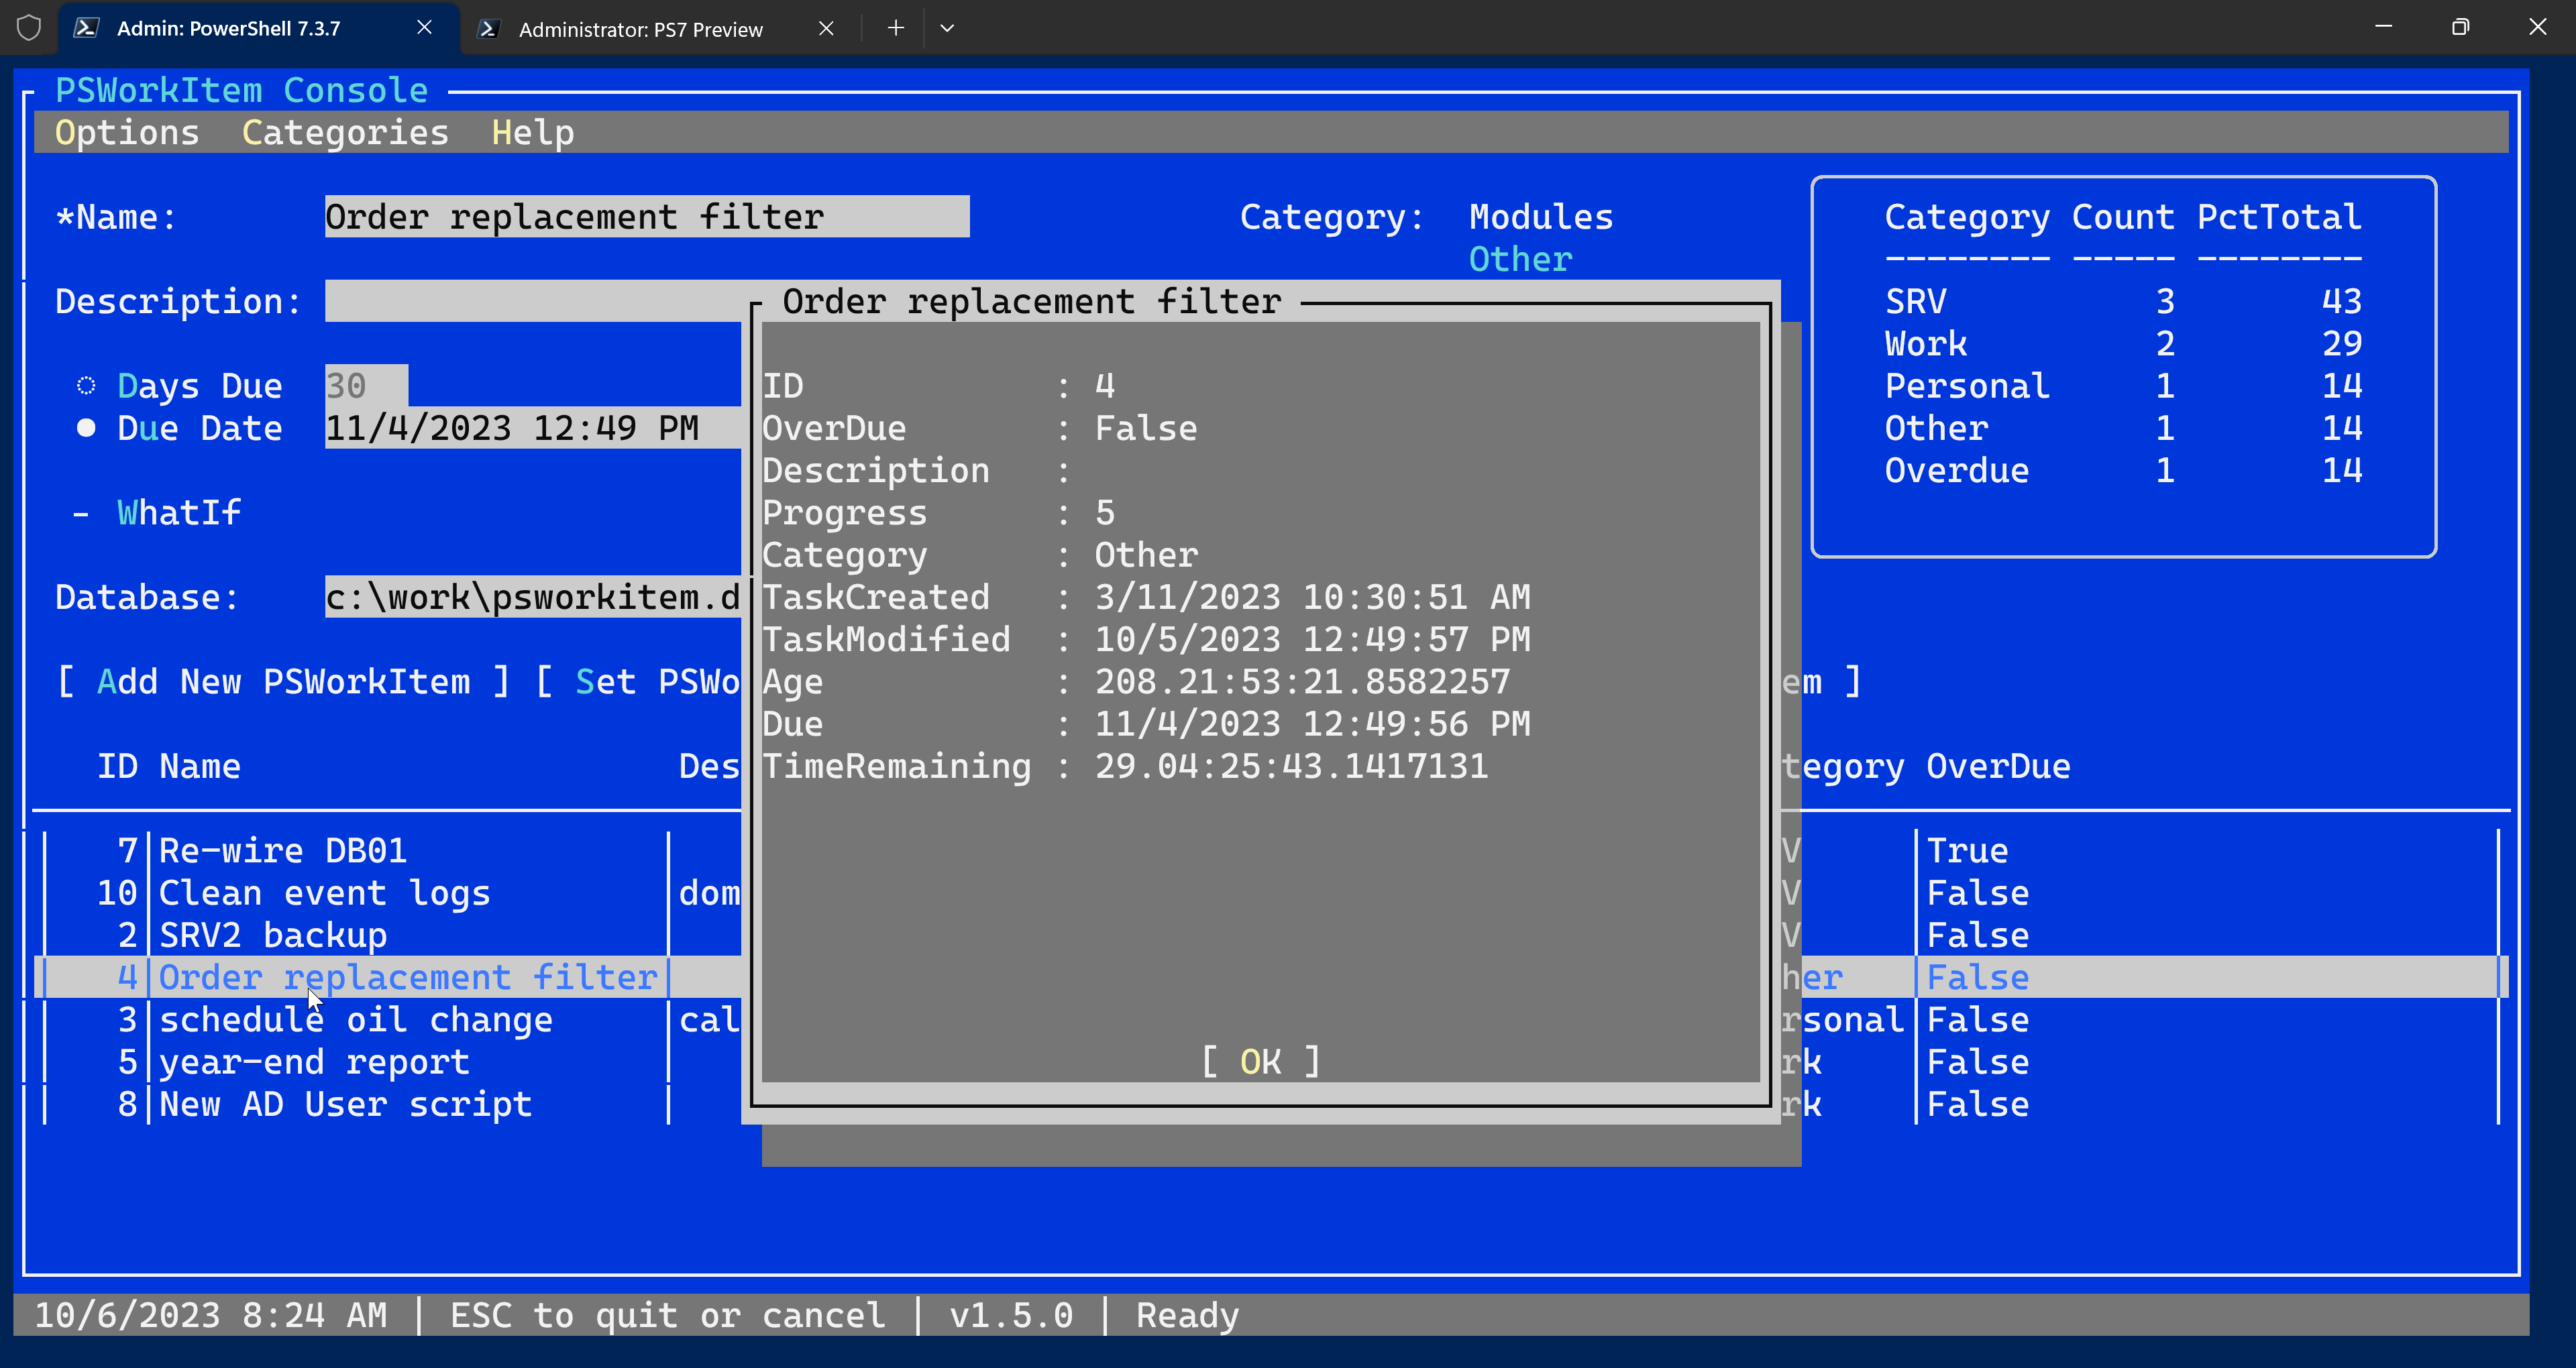 Admin: PowerShell 7.3.7 Administrator: PS7 Preview
PSWorkItem Console
Options Categories Help
*Name: Order replacement filter Category: Modules
Other
Category Count PctTotal
-------- ----- --------
SRV 3 43
Work 2 29
Personal 1 14
Other 1 14
Overdue 1 14
Description:
Days Due 30
Due Date 11/4/2023 12:49 PM
- WhatIf
Database: c:\work\psworkitem.d
[ Add New PSWorkItem ] [ Set PSWo em ]
Order replacement filter
ID : 4
OverDue : False
Description :
Progress : 5
Category : Other
TaskCreated : 3/11/2023 10:30:51 AM
TaskModified : 10/5/2023 12:49:57 PM
Age : 208.21:53:21.8582257
Due : 11/4/2023 12:49:56 PM
TimeRemaining : 29.04:25:43.1417131
[ OK ]
ID Name Des tegory OverDue
7 Re-wire DB01 V True
10 Clean event logs dom V False
2 SRV2 backup V False
4 Order replacement filter her False
3 schedule oil change cal rsonal False
5 year-end report rk False
8 New AD User script rk False
10/6/2023 8:24 AM | ESC to quit or cancel | v1.5.0 | Ready